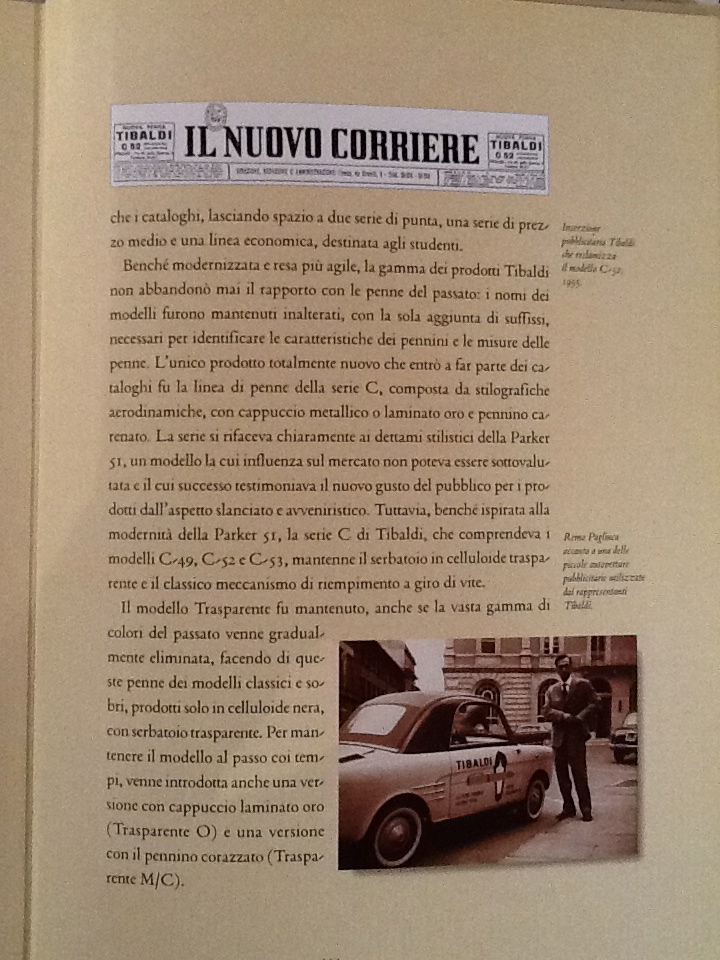 NUOVA PENNA
TIBALDI
C 52
IL NUOVO CORRIERE
NUOVA PENNA
TIBALDI
C 52
che i cataloghi, lasciando spazio a due serie di punta, una serie di prez-
zo medio e una linea economica, destinata agli studenti.
Benché modernizzata e resa più agile, la gamma dei prodotti Tibaldi
non abbandonò mai il rapporto con le penne del passato: i nomi dei
modelli furono mantenuti inalterati, con la sola aggiunta di suffissi,
necessari per identificare le caratteristiche dei pennini e le misure delle
penne. L'unico prodotto totalmente nuovo che entrò a far parte dei ca-
taloghi fu la linea di penne della serie C, composta da stilografiche
aerodinamiche, con cappuccio metallico o laminato oro e pennino ca-
renato. La serie si rifaceva chiaramente ai dettami stilistici della Parker
51, un modello la cui influenza sul mercato non poteva essere sottovalu-
tata e il cui successo testimoniava il nuovo gusto del pubblico per i pro-
dotti dall'aspetto slanciato e avveniristico. Tuttavia, benché ispirata alla
modernità della Parker 51, la serie C di Tibaldi, che comprendeva i
modelli C-49, C-52 e C-53, mantenne il serbatoio in celluloide traspa-
rente e il classico meccanismo di riempimento a giro di vite.
Il modello Trasparente fu mantenuto, anche se la vasta gamma di
colori del passato venne gradual-
mente eliminata, facendo di que-
ste penne dei modelli classici e so-
bri, prodotti solo in celluloide nera,
con serbatoio trasparente. Per man-
tenere il modello al passo coi tem-
pi, venne introdotta anche una ver-
sione con cappuccio laminato oro
(Trasparente O) e una versione
con il pennino corazzato (Traspa-
rente M/C).
Inserzione
pubblicitaria Tibaldi
che reclamizza
il modello C-52,
1955.
Remo Pugliuca
accanto a una delle
piccole autovetture
pubblicitarie utilizzate
dai rappresentanti
Tibaldi.
TIBALDI